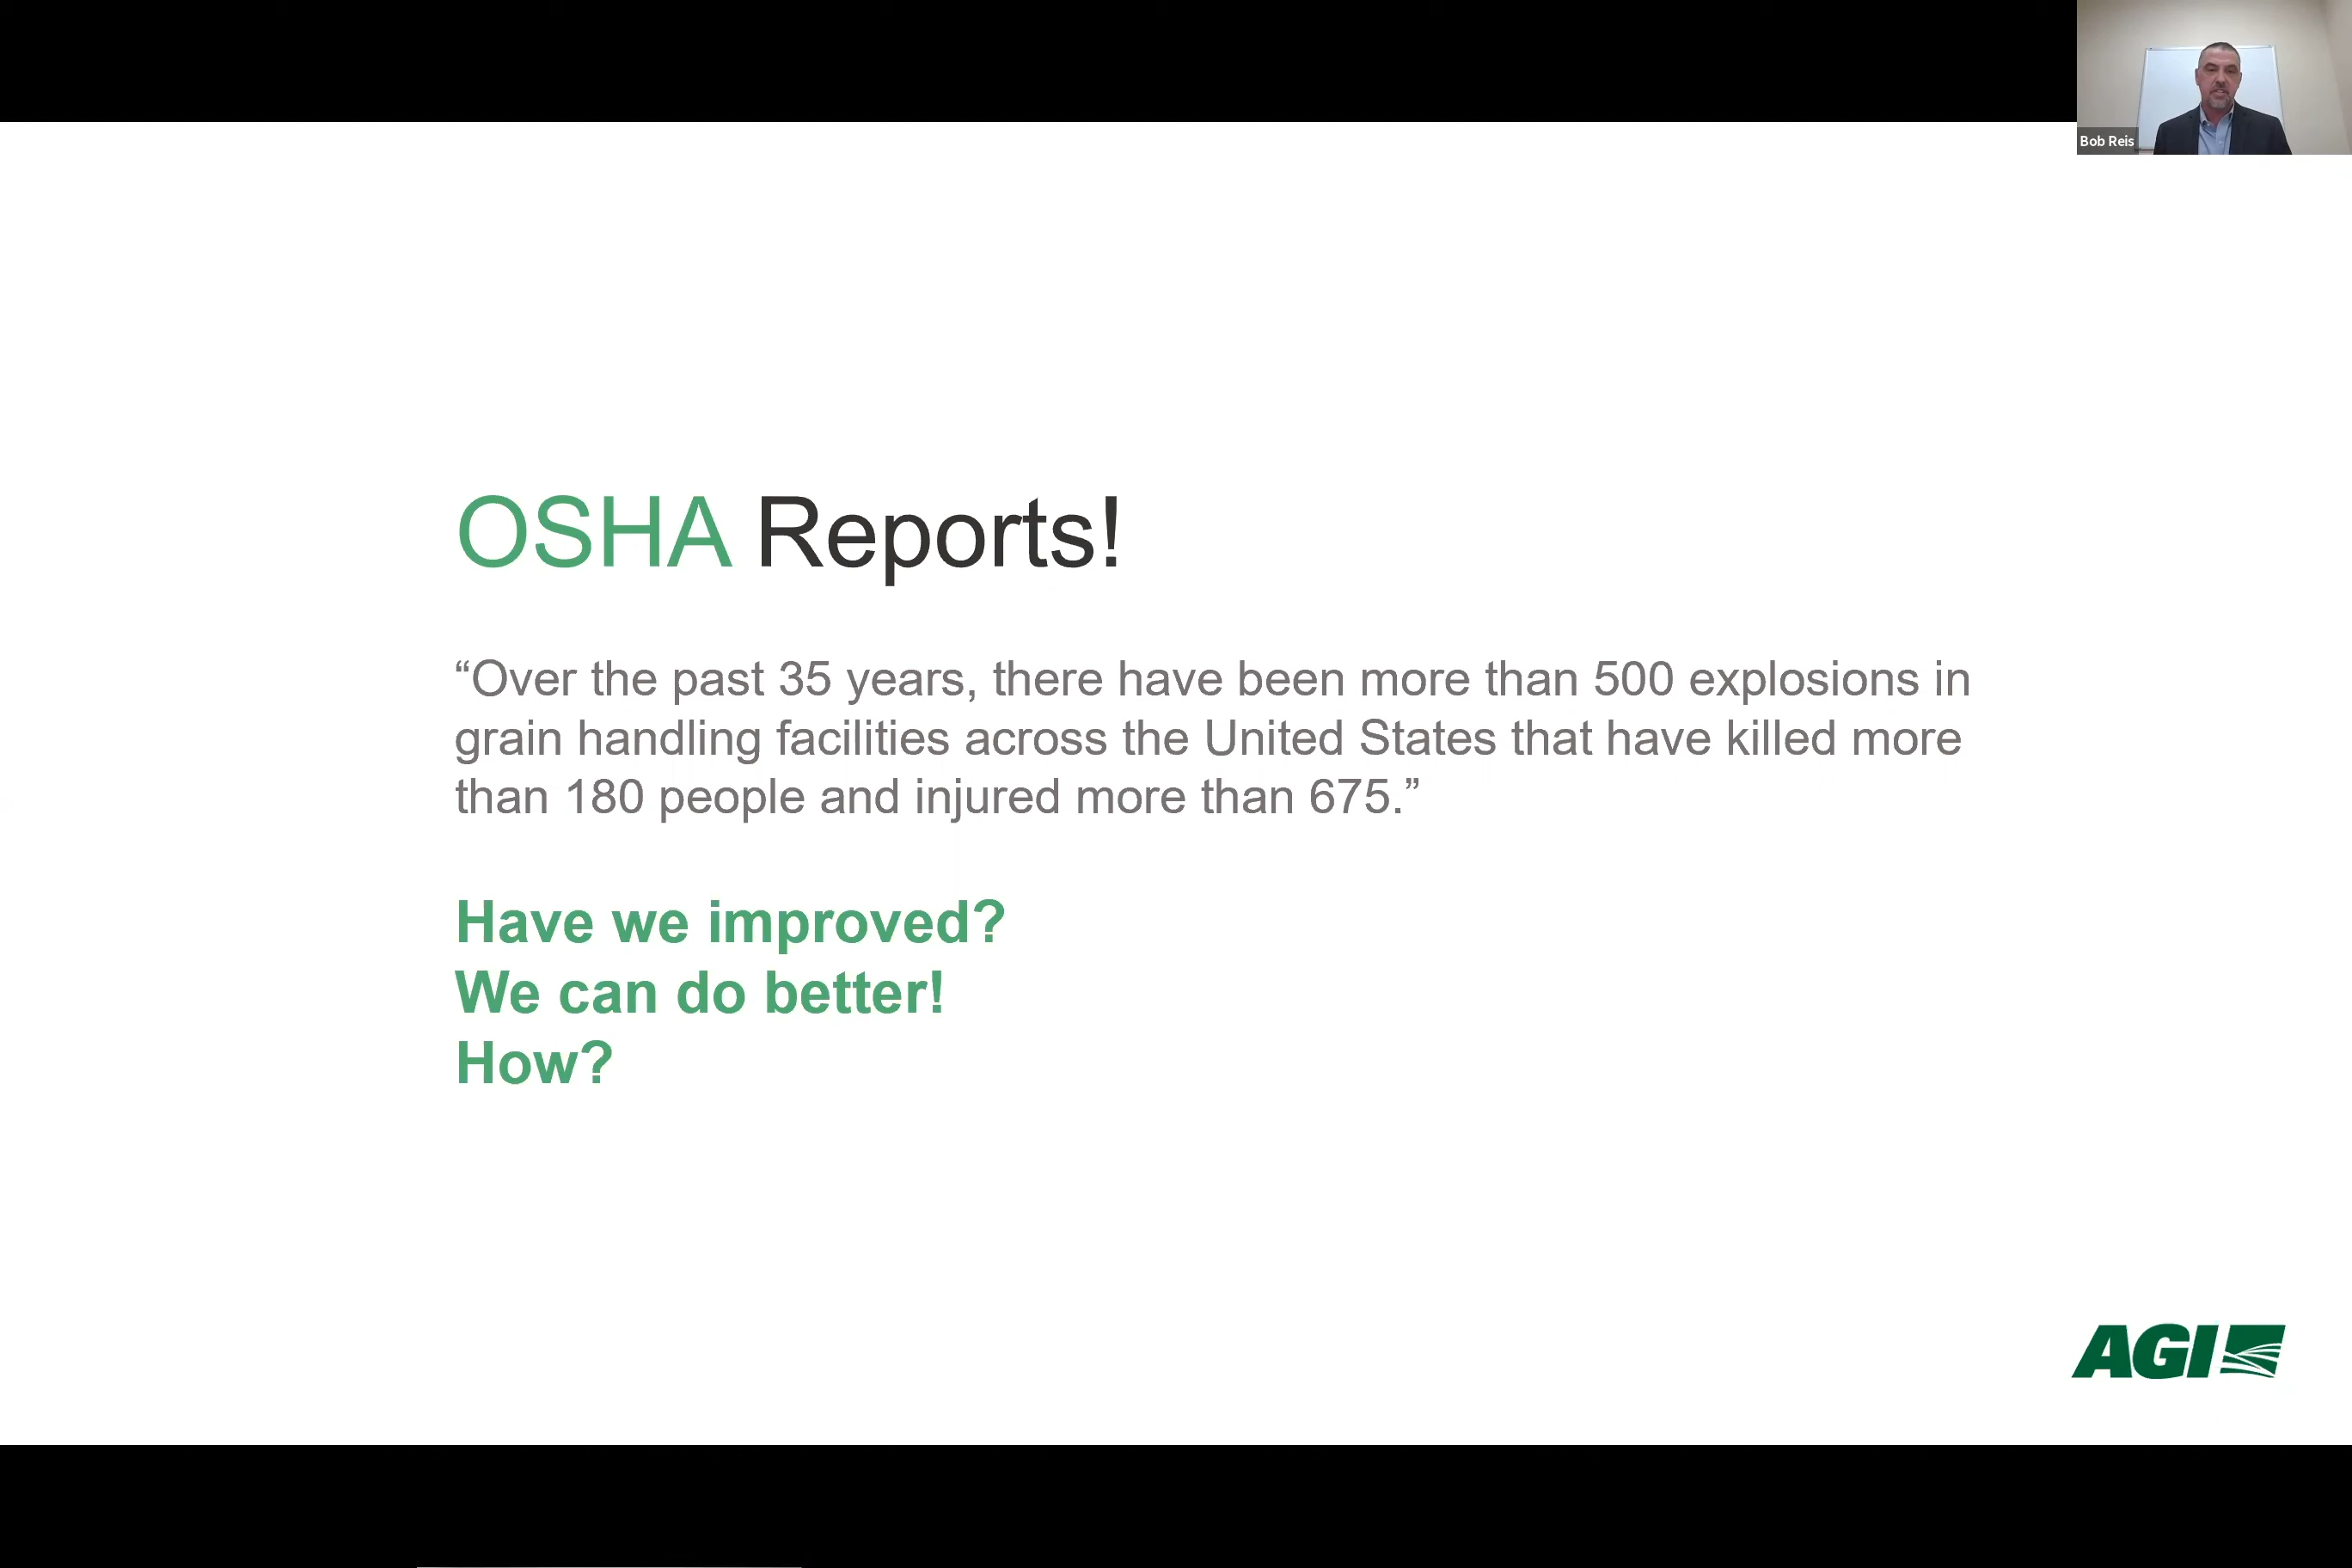 Bob Reis
OSHA Reports!
“Over the past 35 years, there have been more than 500 explosions in
grain handling facilities across the United States that have killed more
than 180 people and injured more than 675.”
Have we improved?
We can do better!
How?
AGI